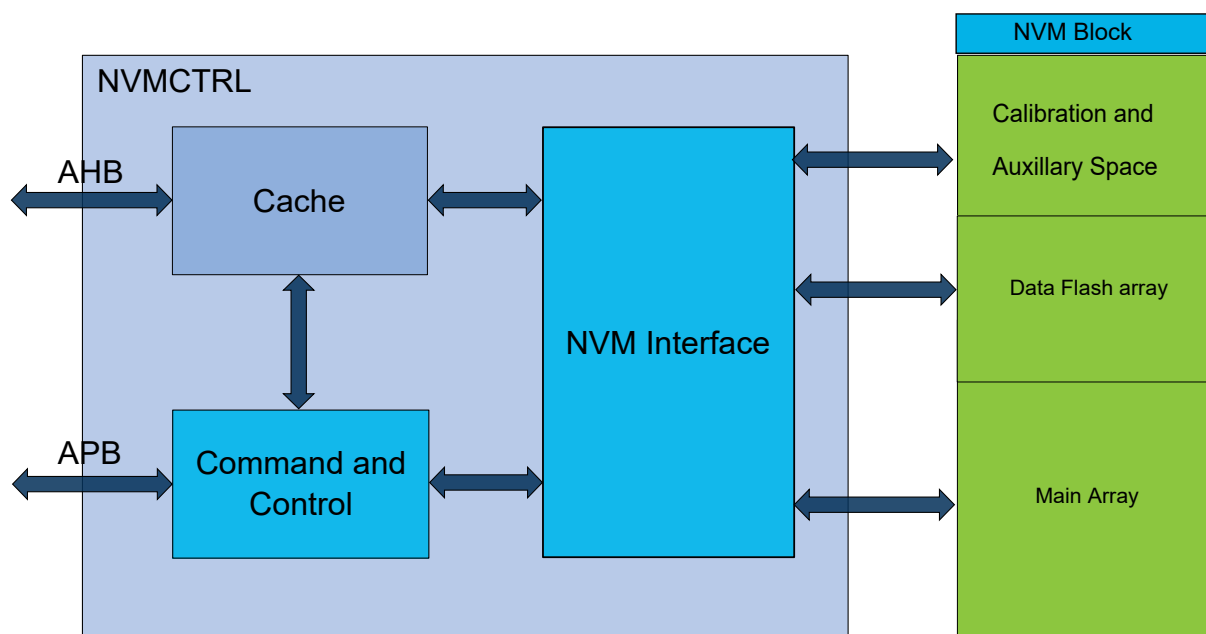 NVM Block
NVMCTRL
Calibration and
Auxillary Space
AHB
Cache
Data Flash array
NVM Interface
APB
Command and
Control
Main Array